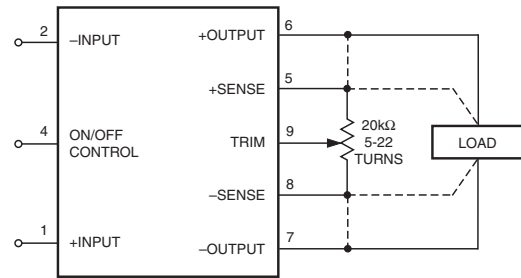 2
–INPUT
+OUTPUT
6
+SENSE
5
4
ON/OFF
CONTROL
TRIM
9
20kΩ
5-22
TURNS
LOAD
–SENSE
8
1
+INPUT
–OUTPUT
7